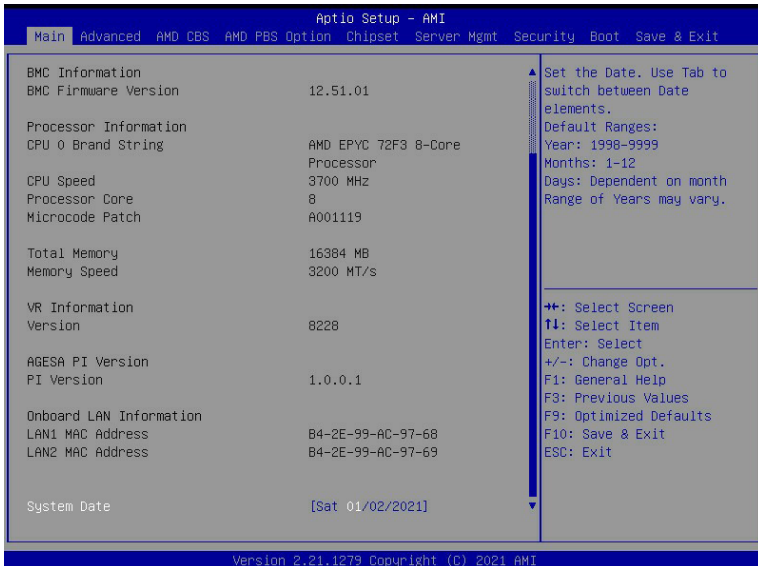 Aptio Setup – AMI
Main Advanced AMD CBS AMD PBS Option Chipset Server Mgmt Security Boot Save & Exit
BMC Information
BMC Firmware Version 12.51.01
Processor Information
CPU 0 Brand String AMD EPYC 72F3 8-Core
Processor
CPU Speed 3700 MHz
Processor Core 8
Microcode Patch A001119
Total Memory 16384 MB
Memory Speed 3200 MT/s
VR Information
Version 8228
AGESA PI Version
PI Version 1.0.0.1
Onboard LAN Information
LAN1 MAC Address B4-2E-99-AC-97-68
LAN2 MAC Address B4-2E-99-AC-97-69
System Date [Sat 01/02/2021]
Set the Date. Use Tab to
switch between Date
elements.
Default Ranges:
Year: 1998-9999
Months: 1-12
Days: Dependent on month
Range of Years may vary.
→←: Select Screen
↑↓: Select Item
Enter: Select
+/-: Change Opt.
F1: General Help
F3: Previous Values
F9: Optimized Defaults
F10: Save & Exit
ESC: Exit
Version 2.21.1279 Copyright (C) 2021 AMI